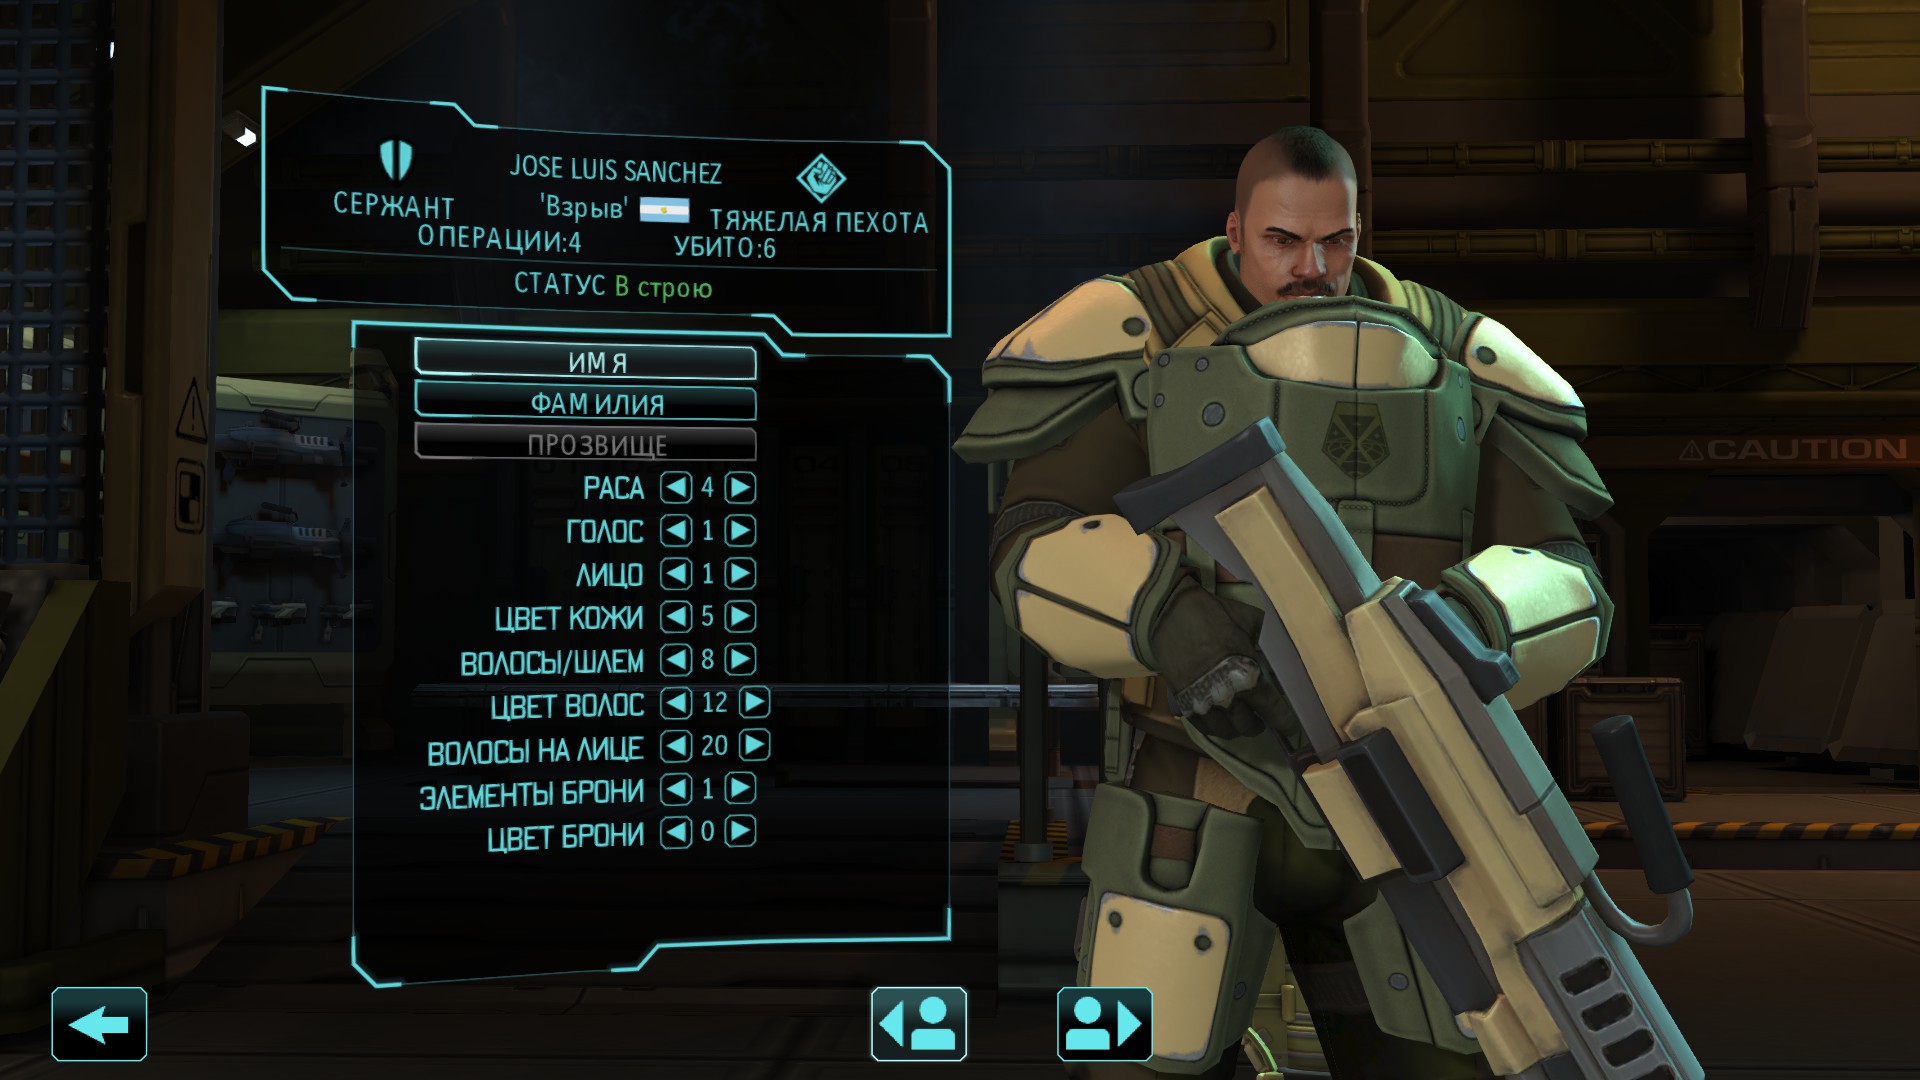 JOSE LUIS SANCHEZ
СЕРЖАНТ
'Взрыв'
ТЯЖЕЛАЯ ПЕХОТА
ОПЕРАЦИИ:4
УБИТО:6
СТАТУС В строю
ИМЯ
ФАМИЛИЯ
ПРОЗВИЩЕ
РАСА 4
ГОЛОС 1
ЛИЦО 1
ЦВЕТ КОЖИ 5
ВОЛОСЫ/ШЛЕМ 8
ЦВЕТ ВОЛОС 12
ВОЛОСЫ НА ЛИЦЕ 20
ЭЛЕМЕНТЫ БРОНИ 1
ЦВЕТ БРОНИ 0
CAUTION